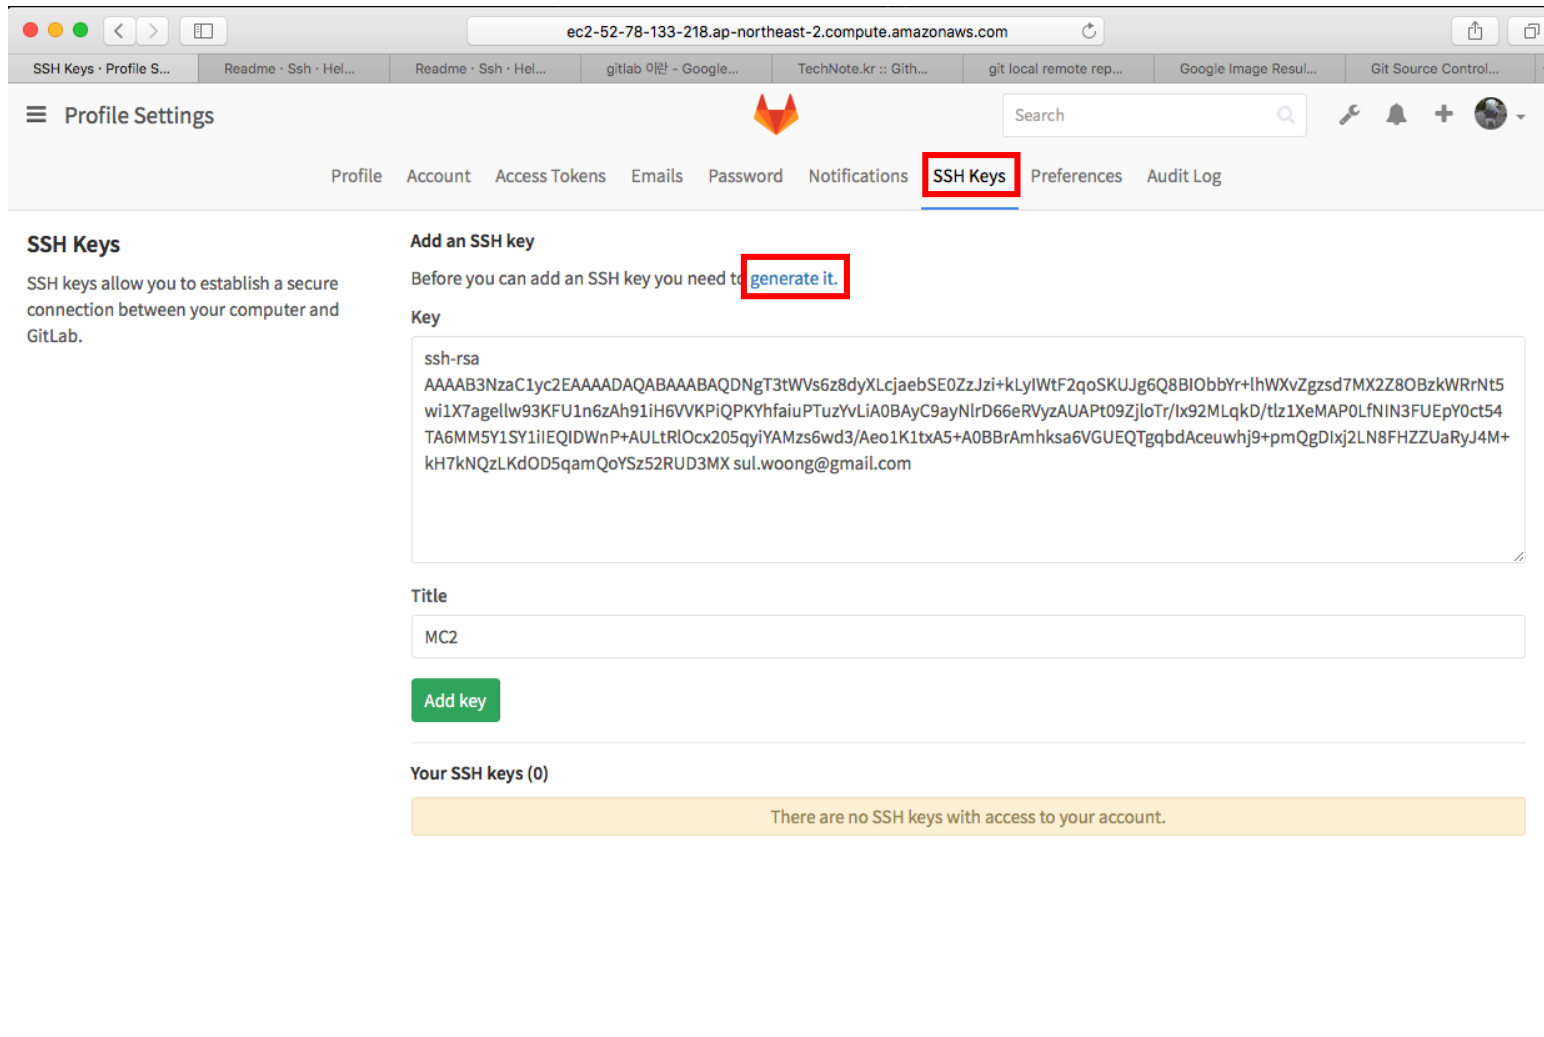 ec2-52-78-133-218.ap-northeast-2.compute.amazonaws.com
SSH Keys · Profile S...
Readme · Ssh · Hel...
Readme · Ssh · Hel...
gitlab 이란 - Google...
TechNote.kr :: Gith...
git local remote rep...
Google Image Resul...
Git Source Control...
Profile Settings
Search
Profile
Account
Access Tokens
Emails
Password
Notifications
SSH Keys
Preferences
Audit Log
SSH Keys
SSH keys allow you to establish a secure
connection between your computer and
GitLab.
Add an SSH key
Before you can add an SSH key you need to generate it.
Key
ssh-rsa
AAAAB3NzaC1yc2EAAAADAQABAAABAQDNgT3tWVs6z8dyXLcjaebSE0ZzJzi+kLyIWtF2qoSKUJg6Q8BIObbYr+lhWXvZgzsd7MX2Z8OBzkWRrNt5
wi1X7agellw93KFU1n6zAh91iH6VVKPiQPKYhfaiuPTuzYvLiA0BAyC9ayNlrD66eRVyzAUAPt09ZjloTr/Ix92MLqkD/tlz1XeMAP0LfNIN3FUEpY0ct54
TA6MM5Y1SY1iIEQIDWnP+AULtRlOcx205qyiYAMzs6wd3/Aeo1K1txA5+A0BBrAmhksa6VGUEQTgqbdAceuwhj9+pmQgDIxj2LN8FHZZUaRyJ4M+
kH7kNQzLKdOD5qamQoYSz52RUD3MX sul.woong@gmail.com
Title
MC2
Add key
Your SSH keys (0)
There are no SSH keys with access to your account.